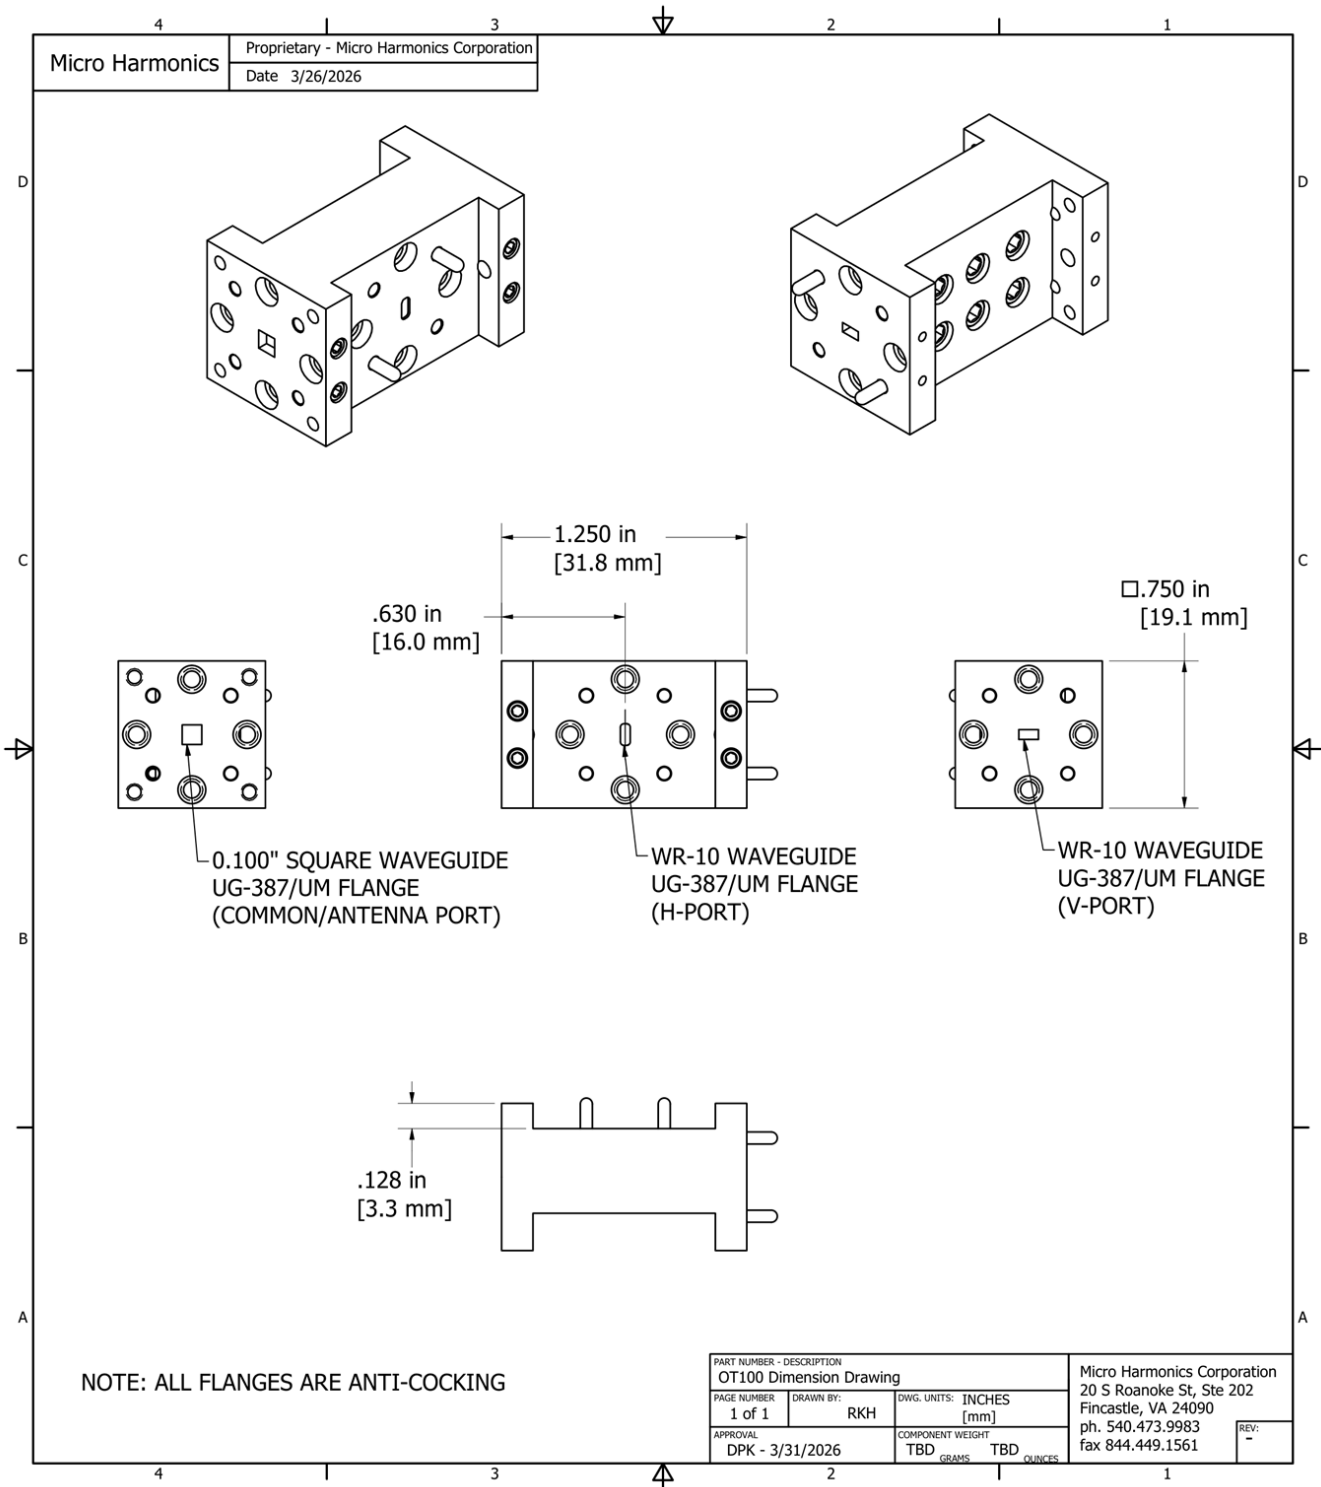 4 3 2 1
Micro Harmonics
Proprietary - Micro Harmonics Corporation
Date 3/26/2026
D D
1.250 in
[31.8 mm]
C C
□.750 in
[19.1 mm]
.630 in
[16.0 mm]
0.100" SQUARE WAVEGUIDE
UG-387/UM FLANGE
(COMMON/ANTENNA PORT)
WR-10 WAVEGUIDE
UG-387/UM FLANGE
(H-PORT)
WR-10 WAVEGUIDE
UG-387/UM FLANGE
(V-PORT)
B B
.128 in
[3.3 mm]
A A
NOTE: ALL FLANGES ARE ANTI-COCKING
PART NUMBER - DESCRIPTION
OT100 Dimension Drawing
PAGE NUMBER
1 of 1
DRAWN BY:
RKH
DWG. UNITS: INCHES
[mm]
APPROVAL
DPK - 3/31/2026
COMPONENT WEIGHT
TBD GRAMS TBD OUNCES
Micro Harmonics Corporation
20 S Roanoke St, Ste 202
Fincastle, VA 24090
ph. 540.473.9983
fax 844.449.1561
REV:
-
4 3 2 1